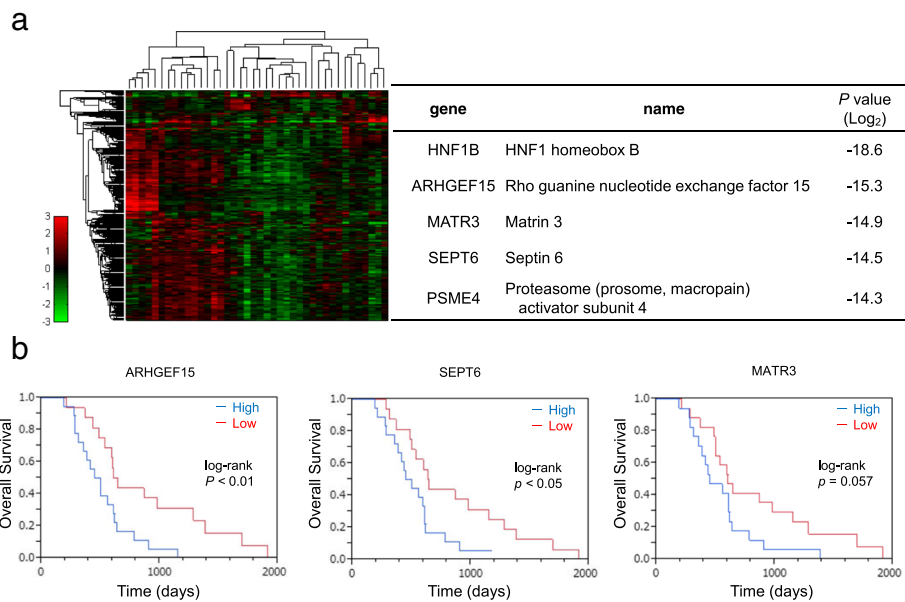 a
gene name P value (Log2)
HNF1B HNF1 homeobox B -18.6
ARHGEF15 Rho guanine nucleotide exchange factor 15 -15.3
MATR3 Matrin 3 -14.9
SEPT6 Septin 6 -14.5
PSME4 Proteasome (prosome, macropain) activator subunit 4 -14.3
3
2
1
0
-1
-2
-3
b
ARHGEF15
Overall Survival
1.0
0.8
0.6
0.4
0.2
0.0
High
Low
log-rank
P < 0.01
0 1000 2000
Time (days)
SEPT6
Overall Survival
1.0
0.8
0.6
0.4
0.2
0.0
High
Low
log-rank
p < 0.05
0 1000 2000
Time (days)
MATR3
Overall Survival
1.0
0.8
0.6
0.4
0.2
0.0
High
Low
log-rank
p = 0.057
0 1000 2000
Time (days)